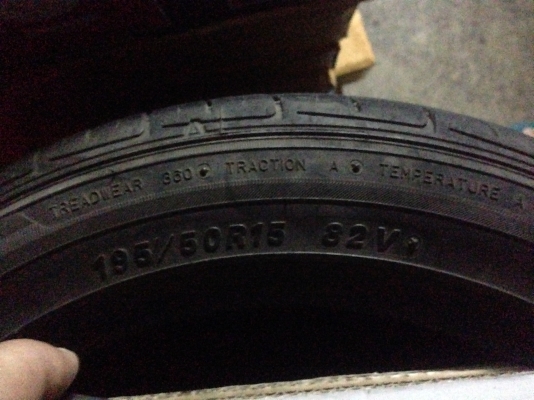 TREADWEAR 360 TRACTION A TEMPERATURE A
195/50R15 82V